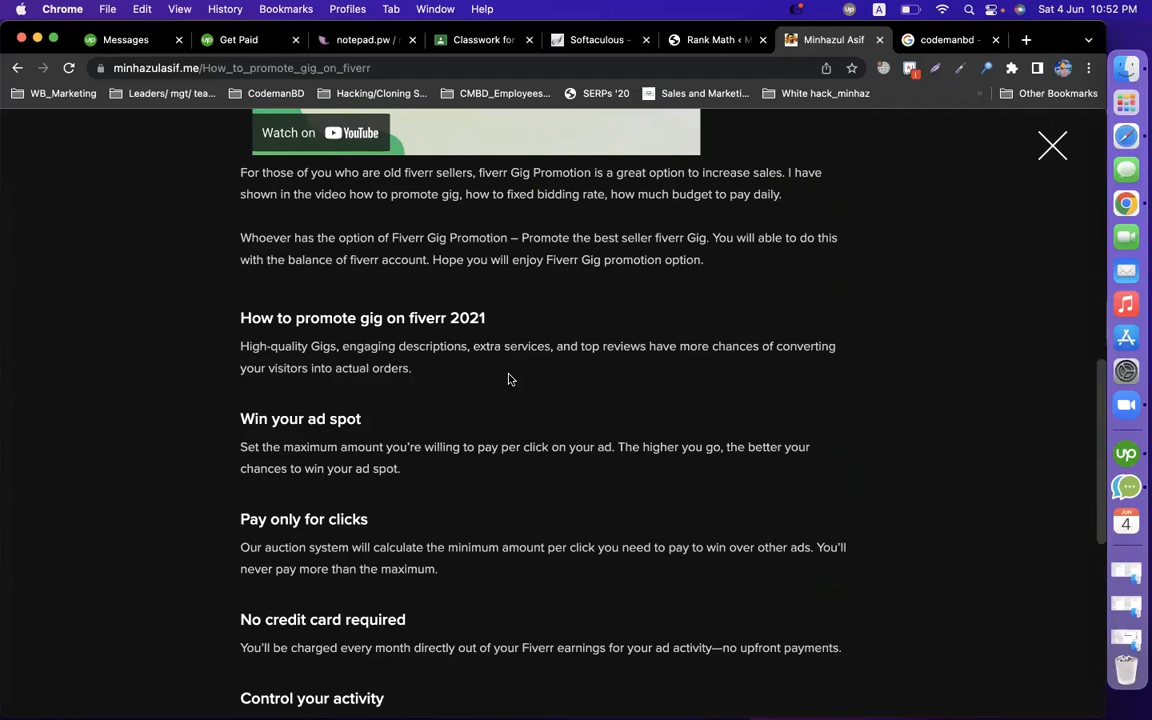 Chrome File Edit View History Bookmarks Profiles Tab Window Help
A Sat 4 Jun 10:52 PM
Messages Get Paid notepad.pw / Classwork for Softaculous - Rank Math ‹ M Minhazul Asif codemanbd -
minhazulasif.me/How_to_promote_gig_on_fiverr
WB_Marketing Leaders/ mgt/ tea... CodemanBD Hacking/Cloning S... CMBD_Employees... SERPs '20 Sales and Marketi... White hack_minhaz » Other Bookmarks
Watch on YouTube
For those of you who are old fiverr sellers, fiverr Gig Promotion is a great option to increase sales. I have
shown in the video how to promote gig, how to fixed bidding rate, how much budget to pay daily.
Whoever has the option of Fiverr Gig Promotion – Promote the best seller fiverr Gig. You will able to do this
with the balance of fiverr account. Hope you will enjoy Fiverr Gig promotion option.
How to promote gig on fiverr 2021
High-quality Gigs, engaging descriptions, extra services, and top reviews have more chances of converting
your visitors into actual orders.
Win your ad spot
Set the maximum amount you're willing to pay per click on your ad. The higher you go, the better your
chances to win your ad spot.
Pay only for clicks
Our auction system will calculate the minimum amount per click you need to pay to win over other ads. You'll
never pay more than the maximum.
No credit card required
You'll be charged every month directly out of your Fiverr earnings for your ad activity—no upfront payments.
Control your activity
up
JUN
4